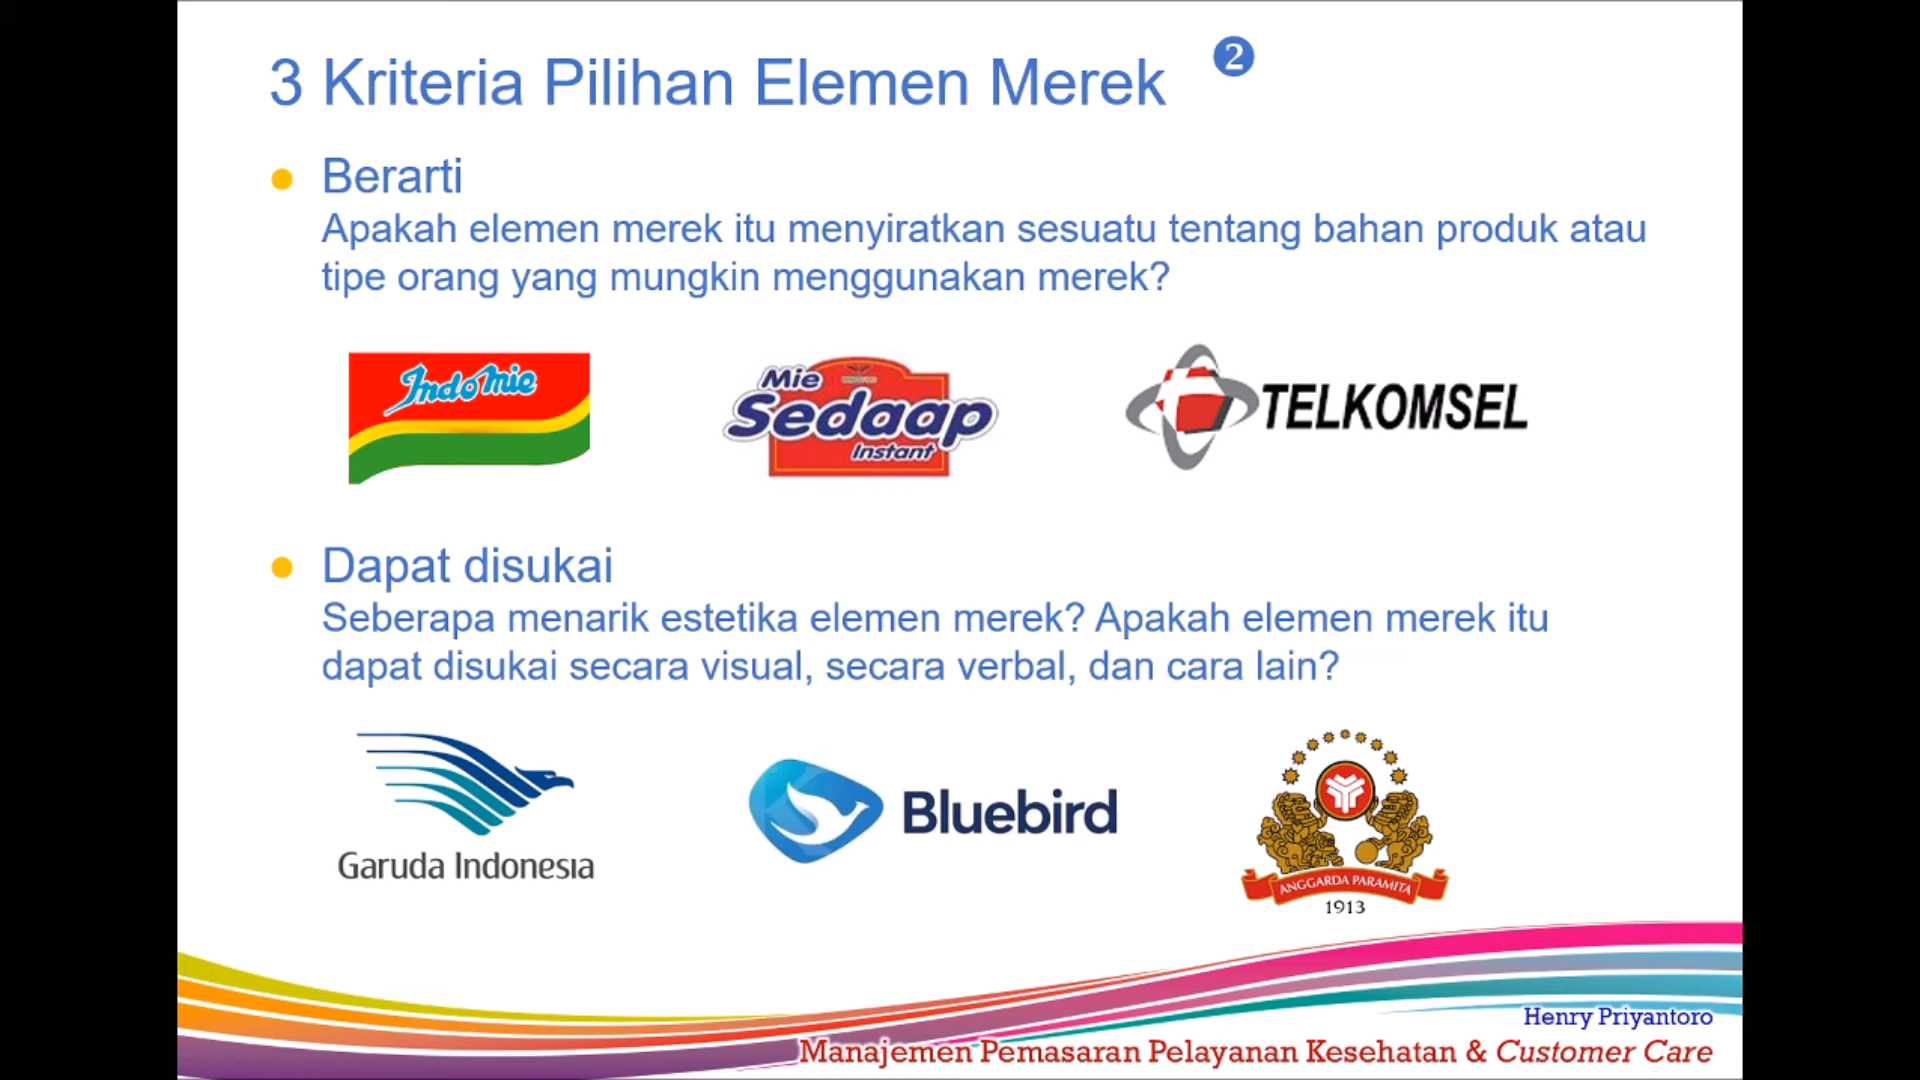 3 Kriteria Pilihan Elemen Merek ❷
Berarti
Apakah elemen merek itu menyiratkan sesuatu tentang bahan produk atau
tipe orang yang mungkin menggunakan merek?
Indomie
Mie
Sedaap
Instant
TELKOMSEL
Dapat disukai
Seberapa menarik estetika elemen merek? Apakah elemen merek itu
dapat disukai secara visual, secara verbal, dan cara lain?
Garuda Indonesia
Bluebird
ANGGARDA PARAMITA
1913
Henry Priyantoro
Manajemen Pemasaran Pelayanan Kesehatan & Customer Care